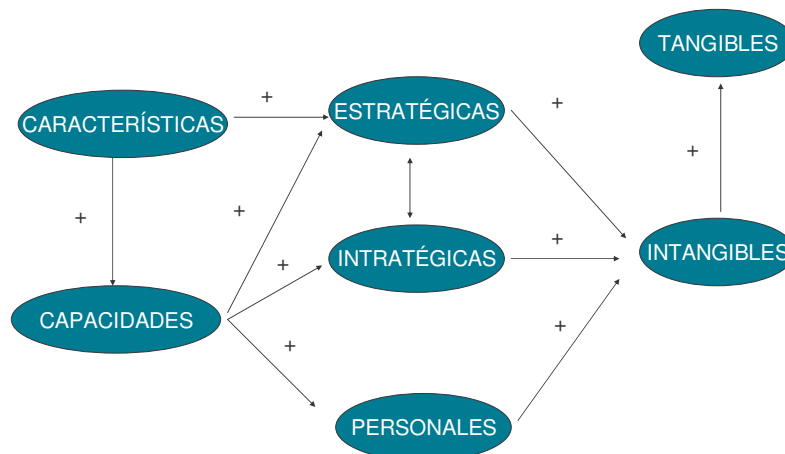 TANGIBLES
+
ESTRATÉGICAS
+
CARACTERÍSTICAS
+
+
+
INTRATÉGICAS
+
INTANGIBLES
+
CAPACIDADES
+
+
PERSONALES